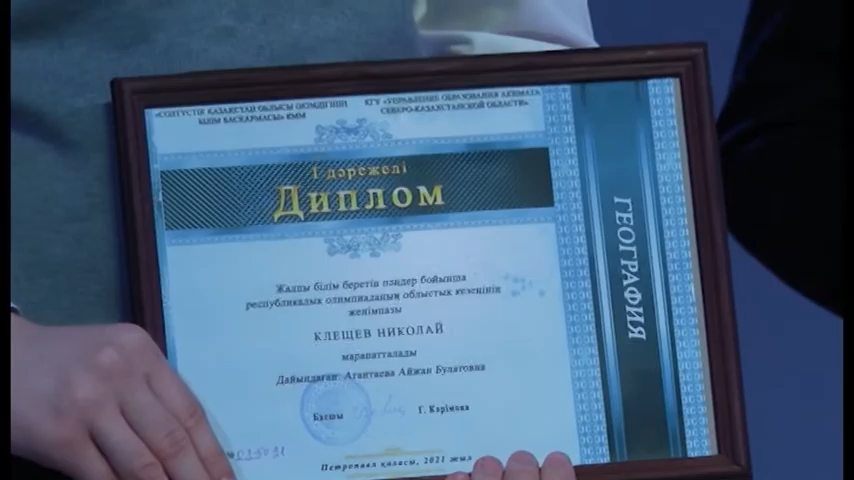 «СОЛТҮСТІК ҚАЗАҚСТАН ОБЛЫСЫ ӘКІМДІГІНІҢ
БІЛІМ БАСҚАРМАСЫ» КММ
КГУ «УПРАВЛЕНИЕ ОБРАЗОВАНИЯ АКИМАТА
СЕВЕРО-КАЗАХСТАНСКОЙ ОБЛАСТИ»
І дәрежелі
Диплом
Жалпы білім беретін пәндер бойынша
республикалық олимпиаданың облыстық кезеңінің
жеңімпазы
КЛЕЩЕВ НИКОЛАЙ
марапатталады
Дайындаған: Агантаева Айжан Булатовна
Басшы Г. Кәрімова
Петропавл қаласы, 2021 жыл
ГЕОГРАФИЯ